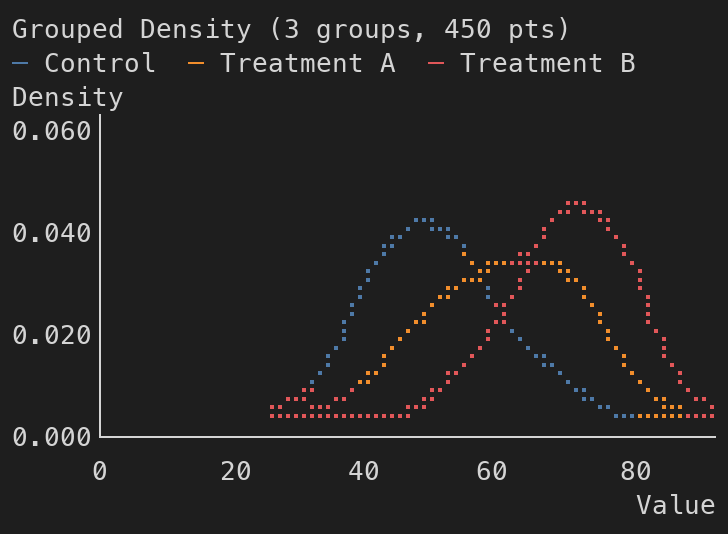 Grouped Density (3 groups, 450 pts)
— Control — Treatment A — Treatment B
Density
0.060
0.040
0.020
0.000
0 20 40 60 80
Value